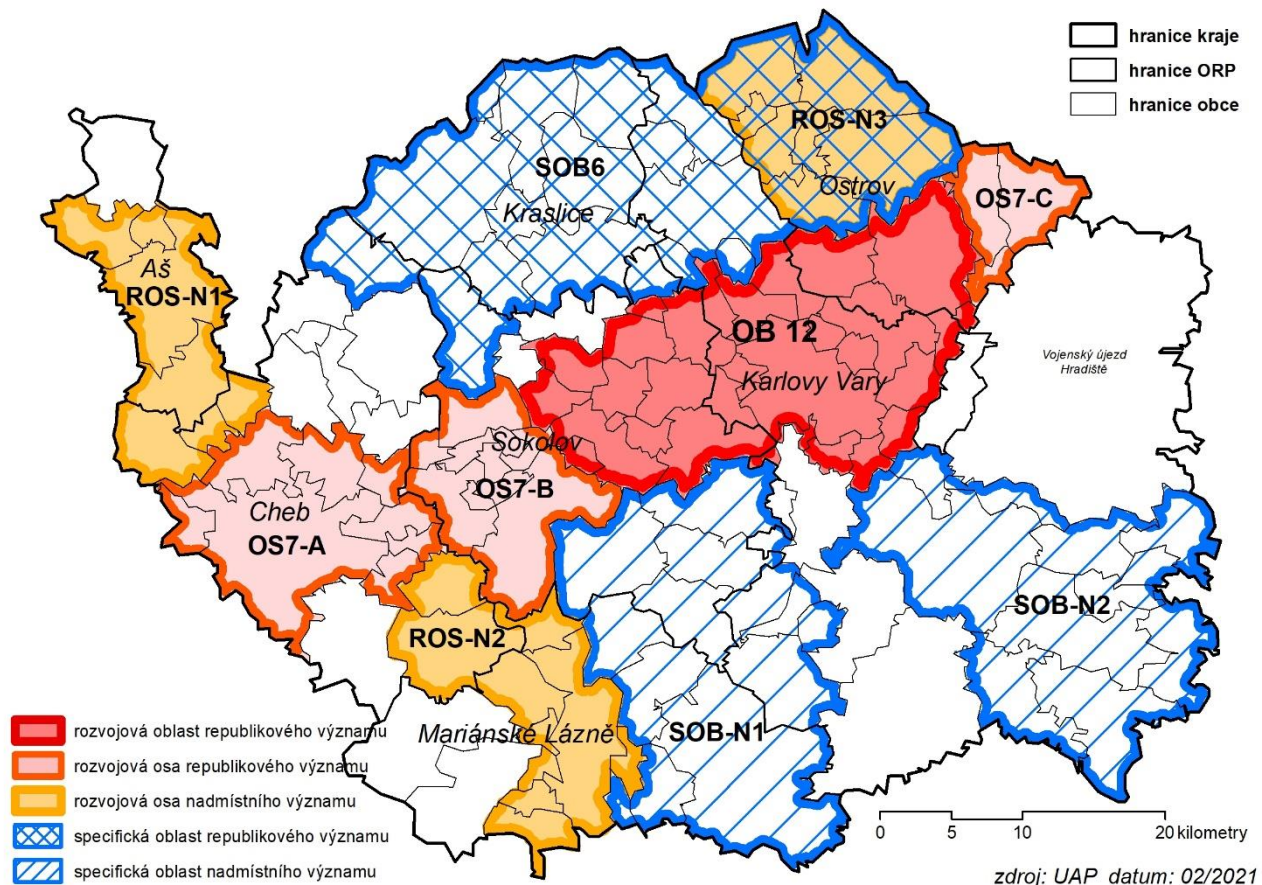 hranice kraje
hranice ORP
hranice obce
ROS-N3
Ostrov
SOB6
Kraslice
OS7-C
Aš
ROS-N1
OB 12
Karlovy Vary
Vojenský újezd
Hradiště
Sokolov
OS7-B
Cheb
OS7-A
SOB-N2
ROS-N2
SOB-N1
Mariánské Lázně
rozvojová oblast republikového významu
rozvojová osa republikového významu
rozvojová osa nadmístního významu
specifická oblast republikového významu
specifická oblast nadmístního významu
0 5 10 20 kilometry
zdroj: UAP datum: 02/2021